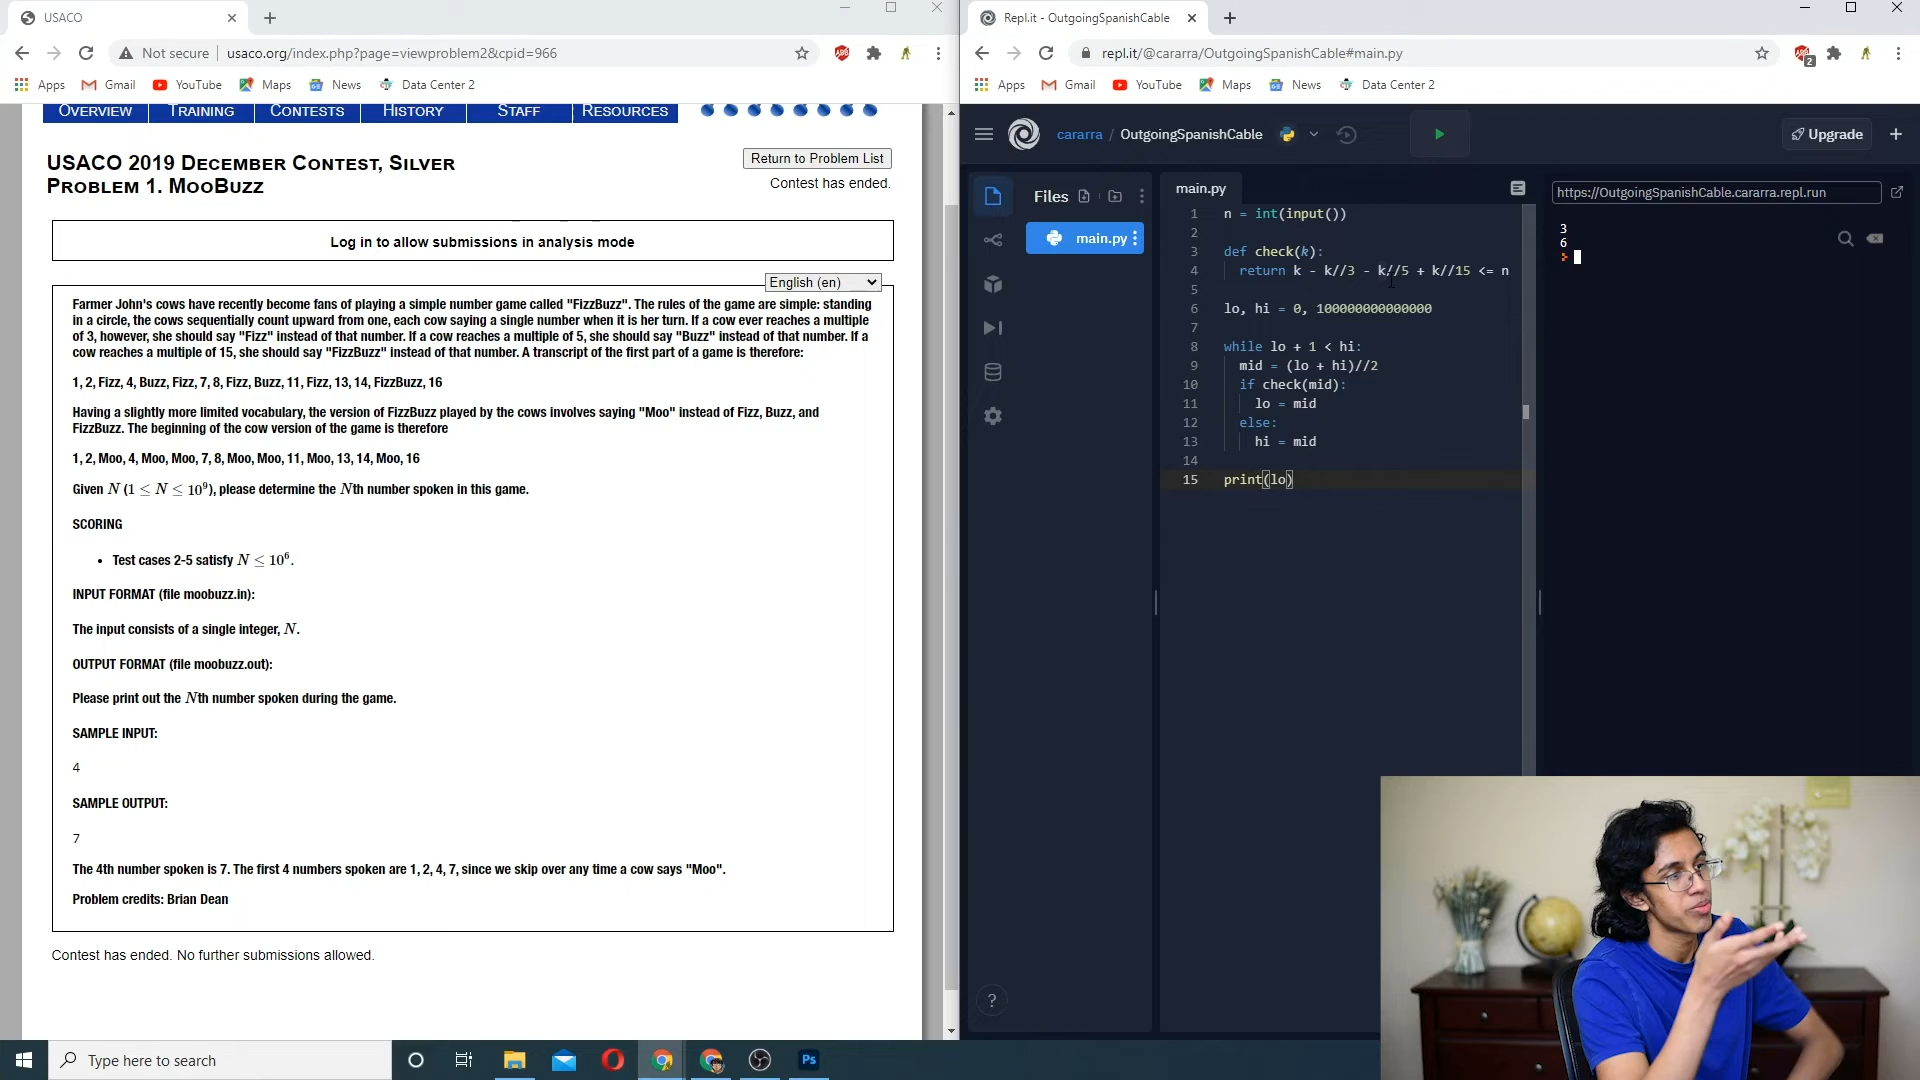 USACO
Not secure
usaco.org/index.php?page=viewproblem2&cpid=966
Apps
Gmail
YouTube
Maps
News
Data Center 2
OVERVIEW
TRAINING
CONTESTS
HISTORY
STAFF
RESOURCES
USACO 2019 DECEMBER CONTEST, SILVER
PROBLEM 1. MOOBUZZ
Return to Problem List
Contest has ended.
Log in to allow submissions in analysis mode
English (en)
Farmer John's cows have recently become fans of playing a simple number game called "FizzBuzz". The rules of the game are simple: standing
in a circle, the cows sequentially count upward from one, each cow saying a single number when it is her turn. If a cow ever reaches a multiple
of 3, however, she should say "Fizz" instead of that number. If a cow reaches a multiple of 5, she should say "Buzz" instead of that number. If a
cow reaches a multiple of 15, she should say "FizzBuzz" instead of that number. A transcript of the first part of a game is therefore:
1, 2, Fizz, 4, Buzz, Fizz, 7, 8, Fizz, Buzz, 11, Fizz, 13, 14, FizzBuzz, 16
Having a slightly more limited vocabulary, the version of FizzBuzz played by the cows involves saying "Moo" instead of Fizz, Buzz, and
FizzBuzz. The beginning of the cow version of the game is therefore
1, 2, Moo, 4, Moo, Moo, 7, 8, Moo, Moo, 11, Moo, 13, 14, Moo, 16
Given N (1 ≤ N ≤ 10⁹), please determine the Nth number spoken in this game.
SCORING
• Test cases 2-5 satisfy N ≤ 10⁶.
INPUT FORMAT (file moobuzz.in):
The input consists of a single integer, N.
OUTPUT FORMAT (file moobuzz.out):
Please print out the Nth number spoken during the game.
SAMPLE INPUT:
4
SAMPLE OUTPUT:
7
The 4th number spoken is 7. The first 4 numbers spoken are 1, 2, 4, 7, since we skip over any time a cow says "Moo".
Problem credits: Brian Dean
Contest has ended. No further submissions allowed.
Type here to search
Ps
Repl.it - OutgoingSpanishCable
repl.it/@cararra/OutgoingSpanishCable#main.py
2
Apps
Gmail
YouTube
Maps
News
Data Center 2
cararra / OutgoingSpanishCable
Upgrade
Files
main.py
main.py
1 n = int(input())
2
3 def check(k):
4 return k - k//3 - k//5 + k//15 <= n
5
6 lo, hi = 0, 100000000000000
7
8 while lo + 1 < hi:
9 mid = (lo + hi)//2
10 if check(mid):
11 lo = mid
12 else:
13 hi = mid
14
15 print(lo)
?
https://OutgoingSpanishCable.cararra.repl.run
3
6